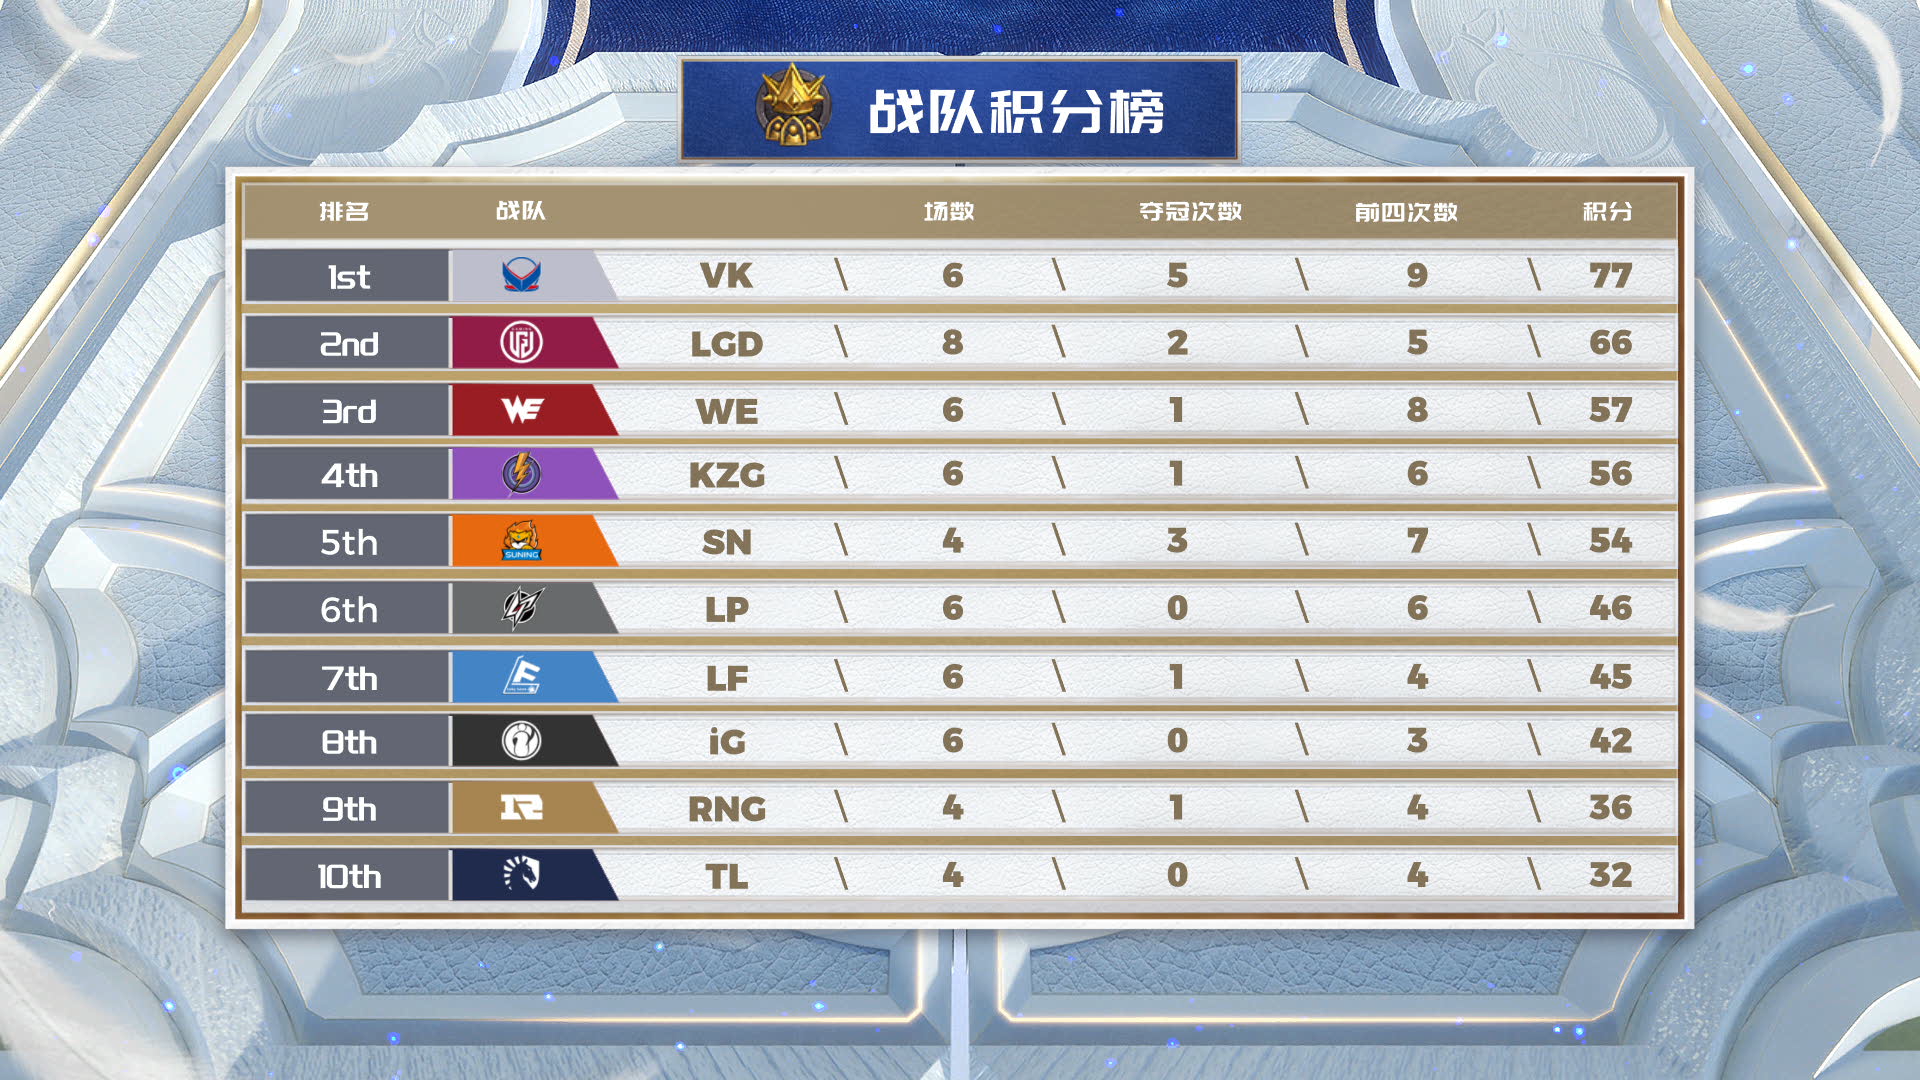 战队积分榜
排名 战队 场数 夺冠次数 前四次数 积分
1st VK \ 6 \ 5 \ 9 \ 77
2nd LGD \ 8 \ 2 \ 5 \ 66
3rd WE WE \ 6 \ 1 \ 8 \ 57
4th KZG \ 6 \ 1 \ 6 \ 56
5th SUNING SN \ 4 \ 3 \ 7 \ 54
6th LP \ 6 \ 0 \ 6 \ 46
7th LF \ 6 \ 1 \ 4 \ 45
8th iG \ 6 \ 0 \ 3 \ 42
9th RNG \ 4 \ 1 \ 4 \ 36
10th TL \ 4 \ 0 \ 4 \ 32